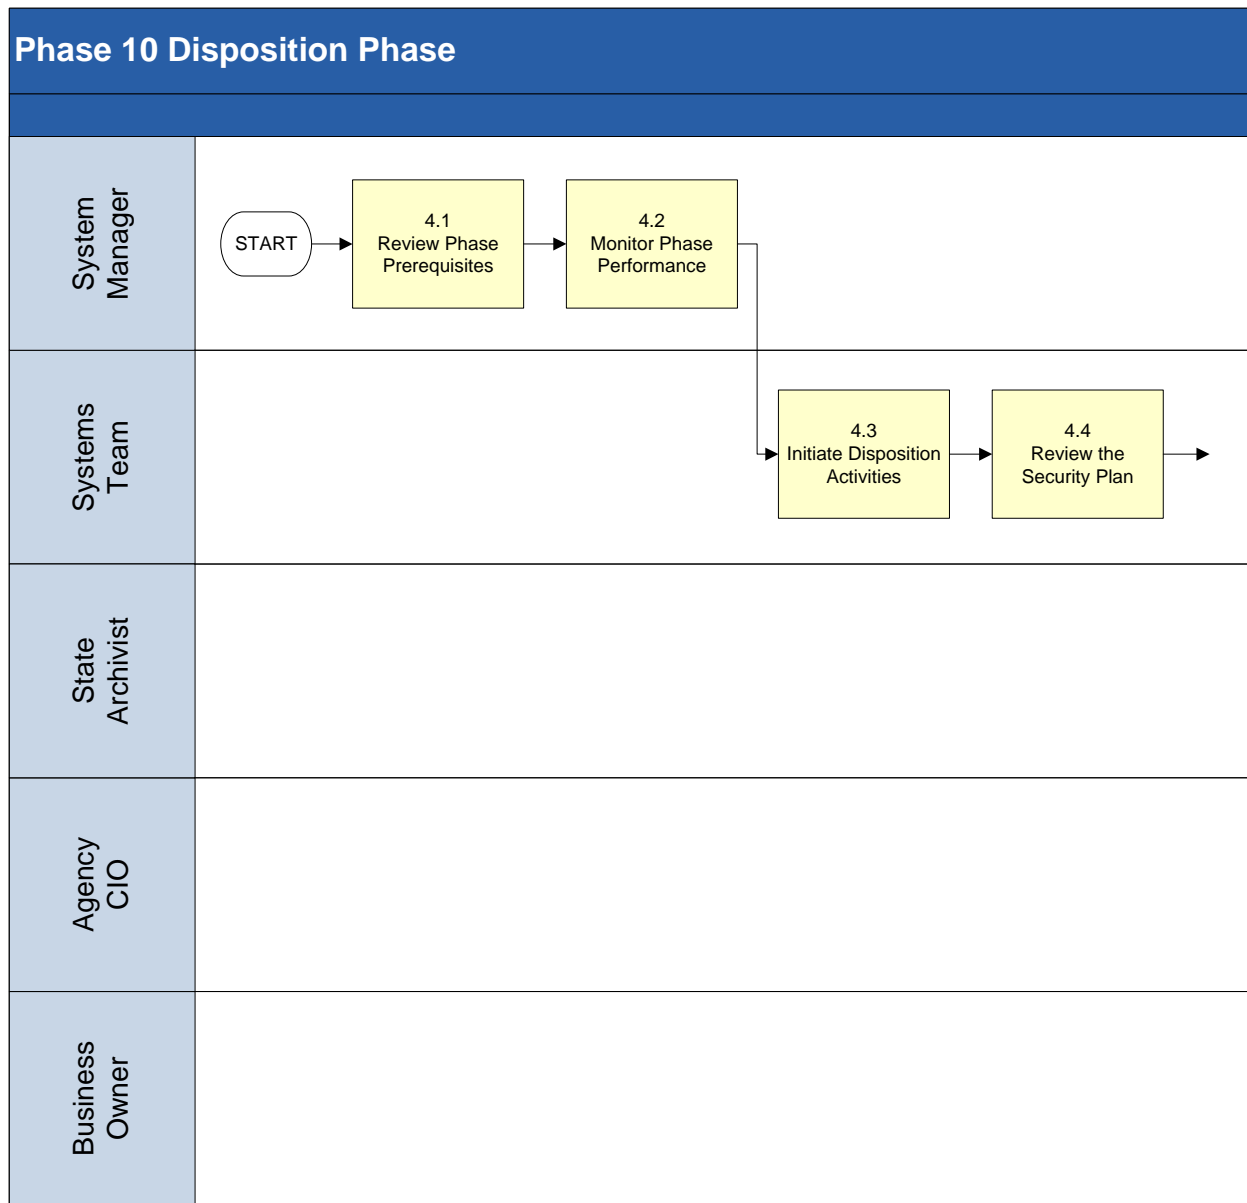 Phase 10 Disposition Phase
System
Manager
START
4.1
Review Phase
Prerequisites
4.2
Monitor Phase
Performance
Systems
Team
4.3
Initiate Disposition
Activities
4.4
Review the
Security Plan
State
Archivist
Agency
CIO
Business
Owner